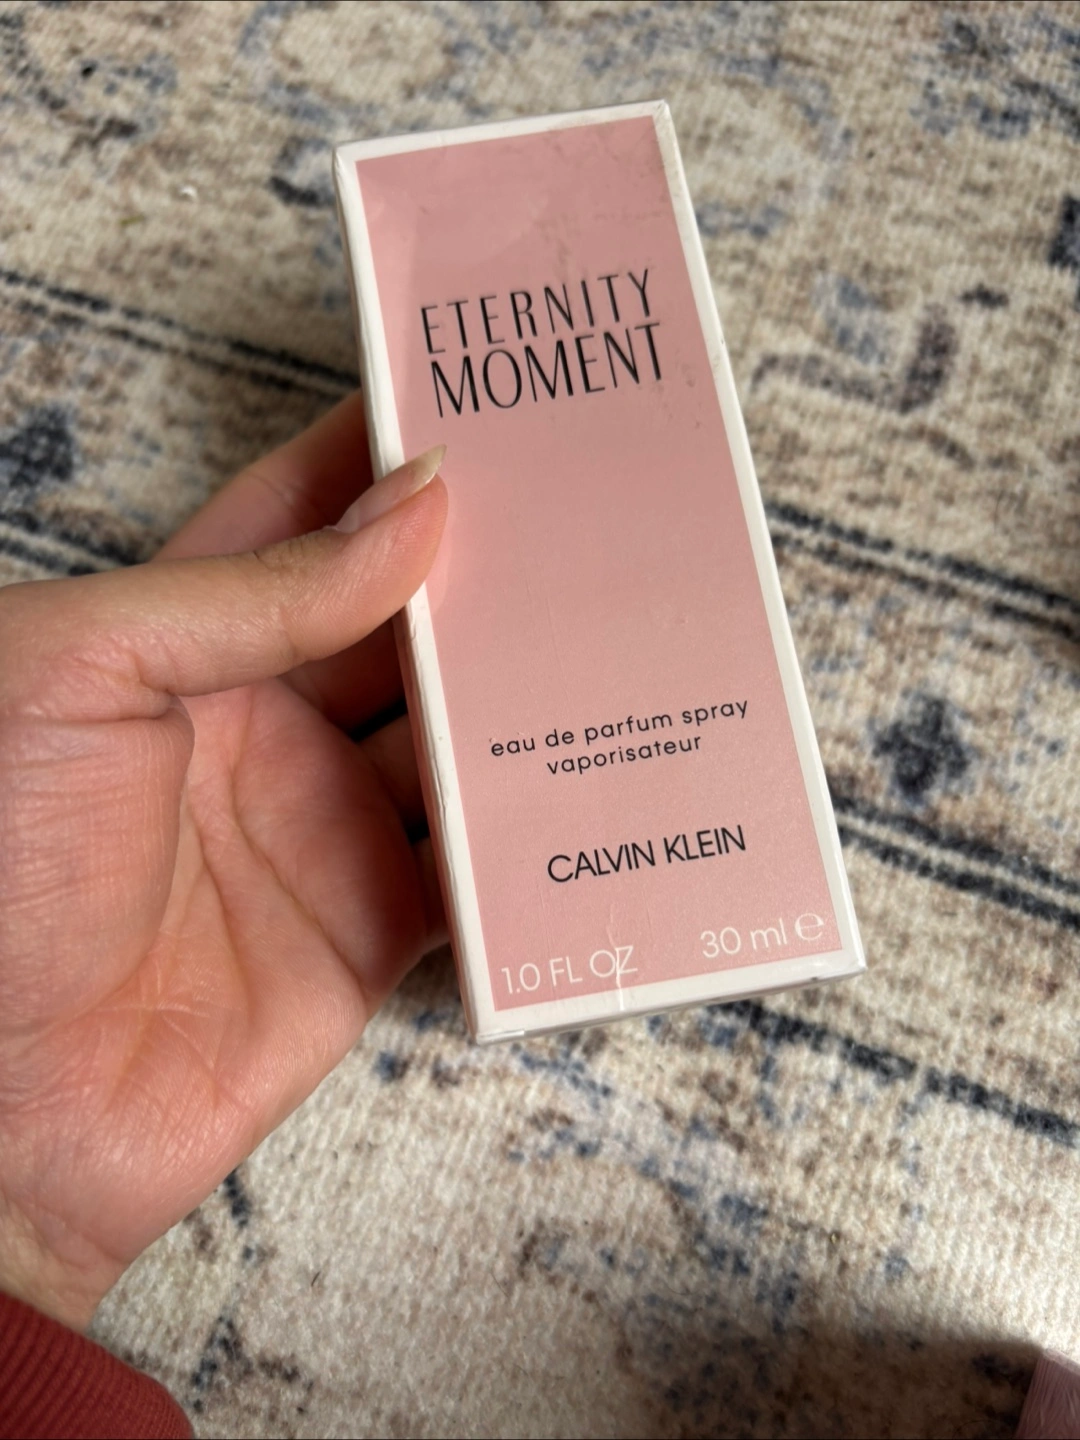 ETERNITY
MOMENT
eau de parfum spray
vaporisateur
CALVIN KLEIN
1.0 FL OZ 30 ml ℮